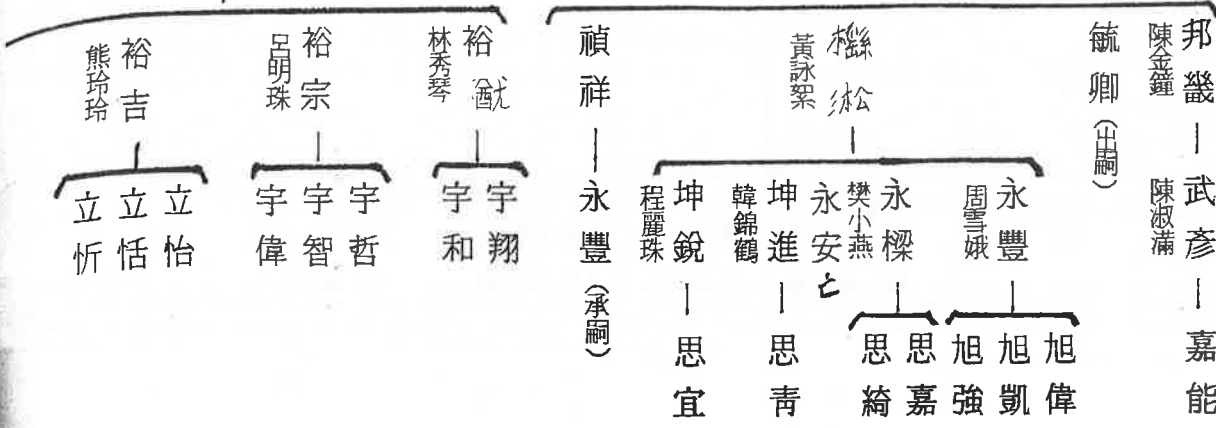 邦畿
陳金鐘
武彥
陳淑滿
嘉能
毓卿(出嗣)
淞
黃詠絮
永豐
周雪娥
旭偉
旭凱
旭強
永樑
樊小燕
思嘉
思綺
永安亡
坤進
韓錦鶴
思青
坤銳
程麗珠
思宜
禎祥
永豐(承嗣)
裕猷
林秀琴
宇翔
宇和
裕宗
呂明珠
宇哲
宇智
宇偉
裕吉
熊玲玲
立怡
立恬
立忻